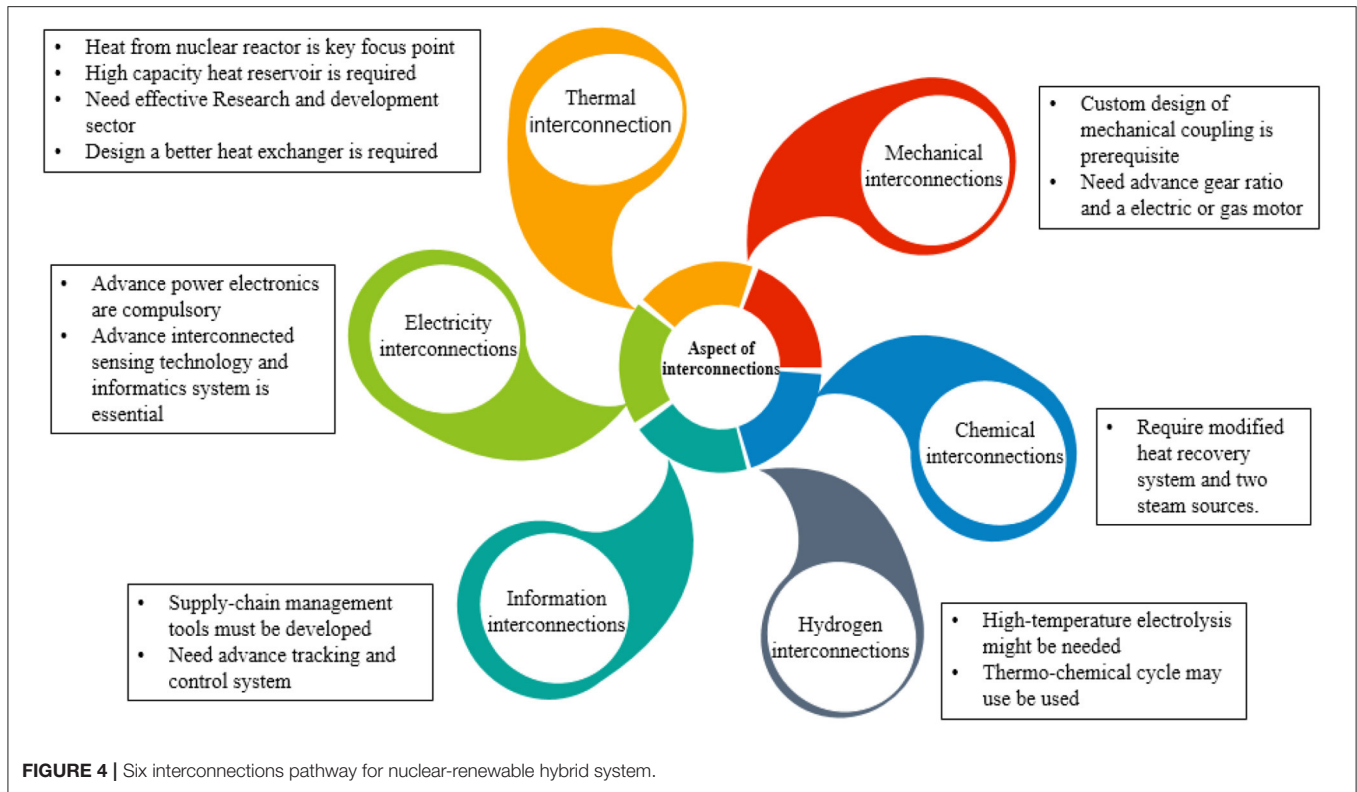 • Heat from nuclear reactor is key focus point
• High capacity heat reservoir is required
• Need effective Research and development
sector
• Design a better heat exchanger is required
Thermal
interconnection
Mechanical
interconnections
• Custom design of
mechanical coupling is
prerequisite
• Need advance gear ratio
and a electric or gas motor
• Advance power electronics
are compulsory
• Advance interconnected
sensing technology and
informatics system is
essential
Electricity
interconnections
Aspect of
interconnections
Chemical
interconnections
• Require modified
heat recovery
system and two
steam sources.
• Supply-chain management
tools must be developed
• Need advance tracking and
control system
Information
interconnections
Hydrogen
interconnections
• High-temperature electrolysis
might be needed
• Thermo-chemical cycle may
use be used
FIGURE 4 | Six interconnections pathway for nuclear-renewable hybrid system.